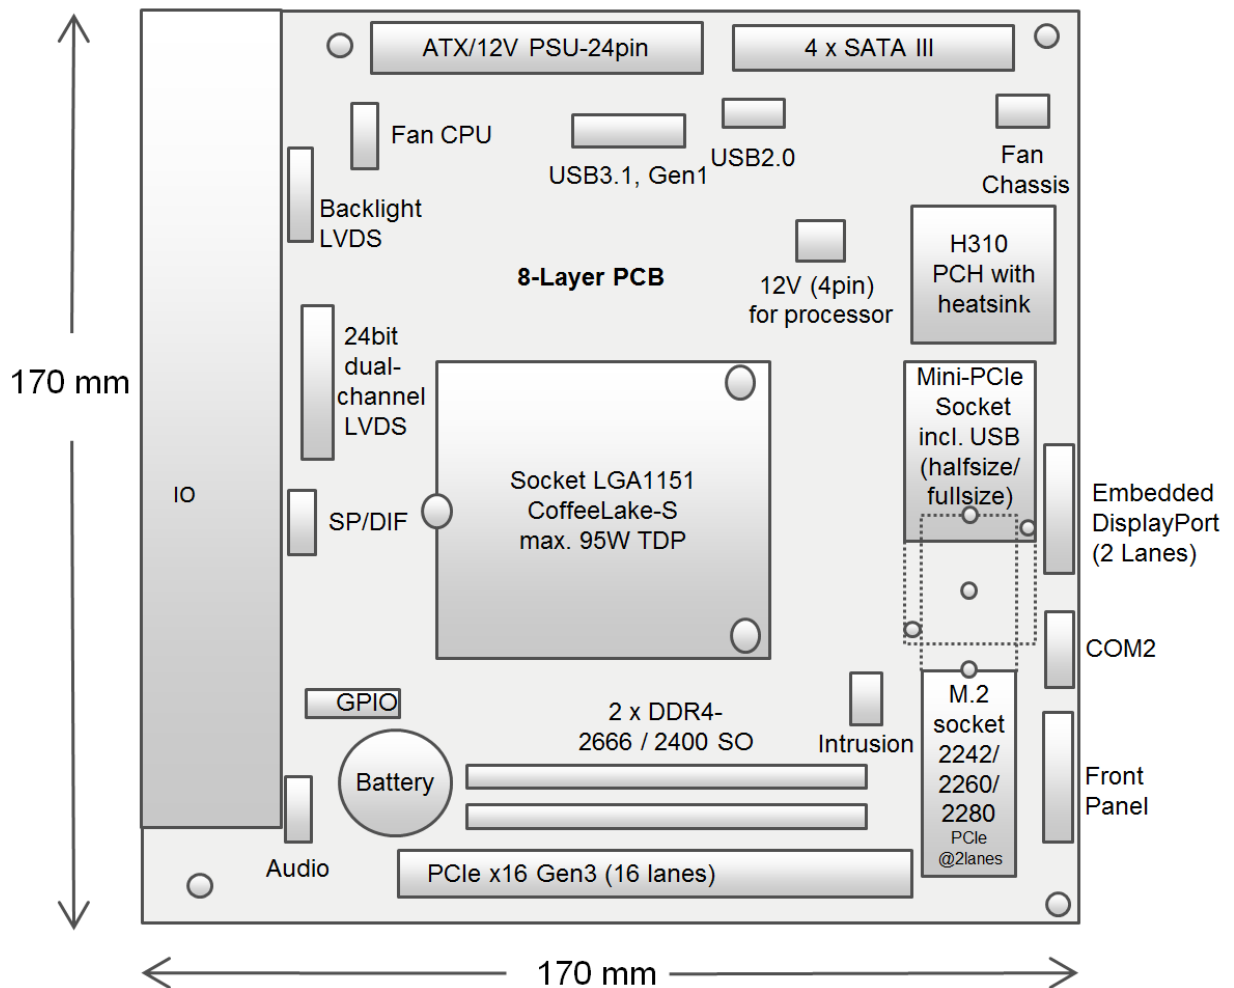 ATX/12V PSU-24pin
4 x SATA III
Fan CPU
USB3.1, Gen1
USB2.0
Fan
Chassis
Backlight
LVDS
8-Layer PCB
12V (4pin)
for processor
H310
PCH with
heatsink
24bit
dual-
channel
LVDS
170 mm
Mini-PCIe
Socket
incl. USB
(halfsize/
fullsize)
IO
SP/DIF
Socket LGA1151
CoffeeLake-S
max. 95W TDP
Embedded
DisplayPort
(2 Lanes)
COM2
GPIO
2 x DDR4-
2666 / 2400 SO
Intrusion
M.2
socket
2242/
2260/
2280
PCIe
@2lanes
Battery
Front
Panel
Audio
PCIe x16 Gen3 (16 lanes)
170 mm